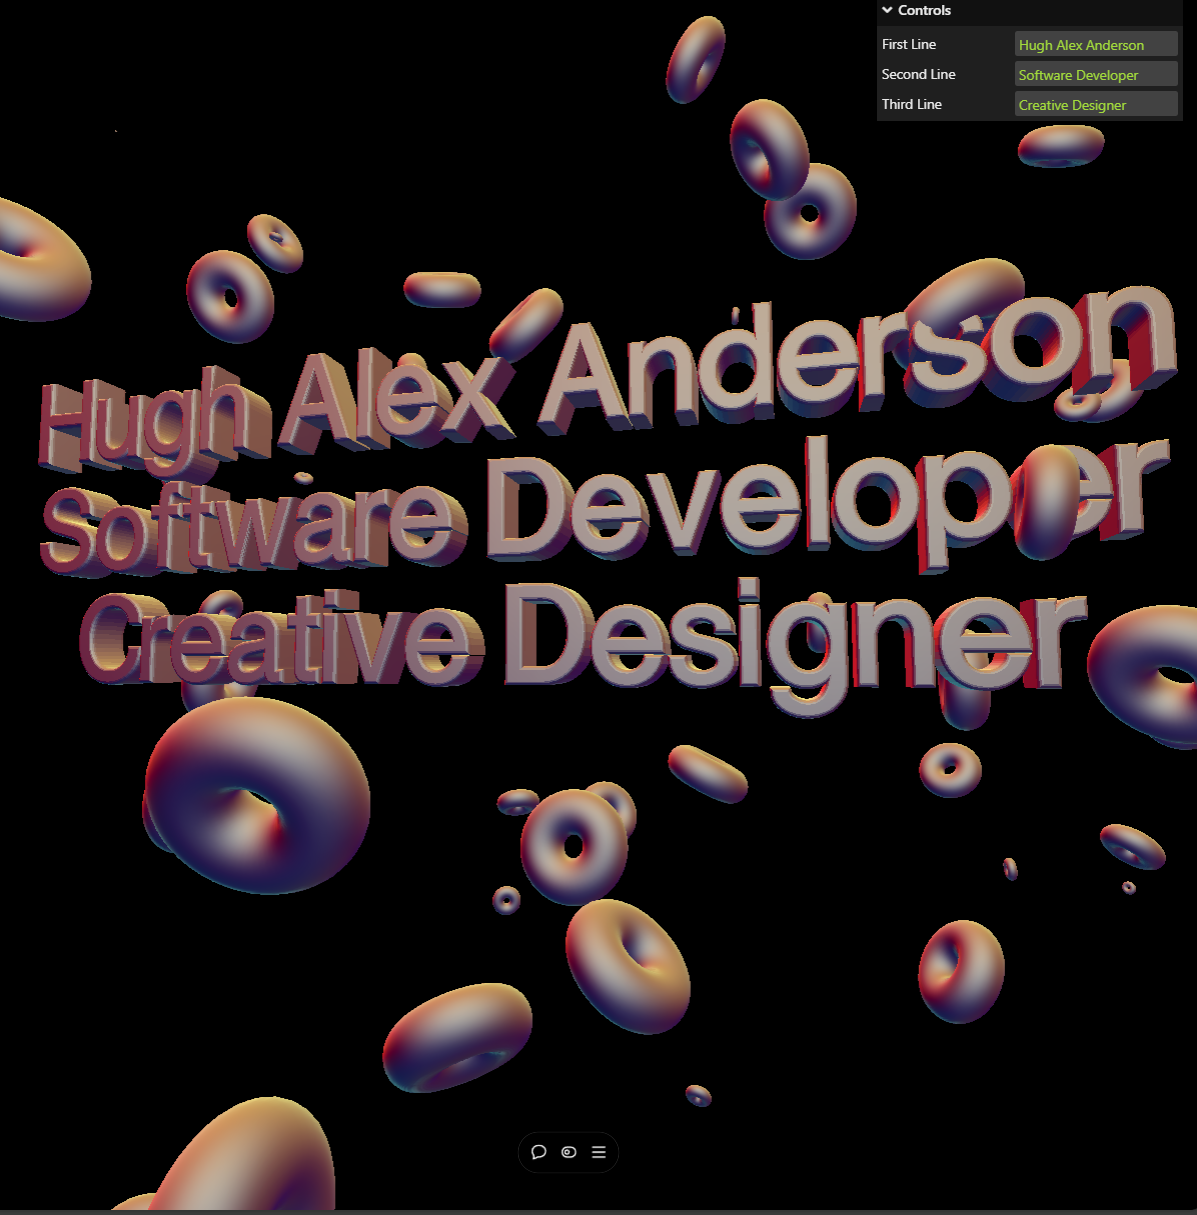 Controls
First Line Hugh Alex Anderson
Second Line Software Developer
Third Line Creative Designer
Hugh Alex Anderson
Software Developer
Creative Designer